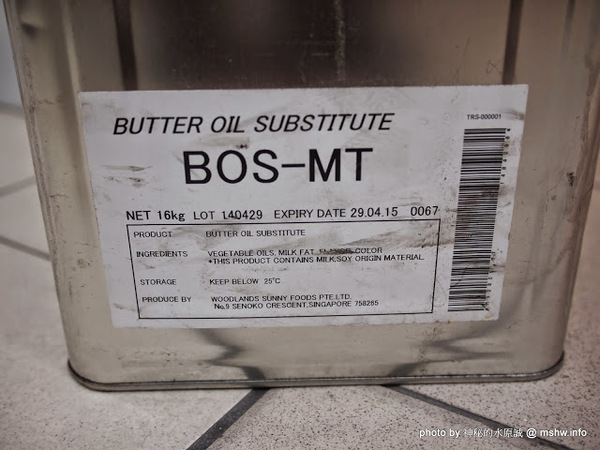 TRS-000001
BUTTER OIL SUBSTITUTE
BOS-MT
NET 16kg LOT 140429 EXPIRY DATE 29.04.15 0067
PRODUCT BUTTER OIL SUBSTITUTE
INGREDIENTS VEGETABLE OILS, MILK FAT, COLOR
*THIS PRODUCT CONTAINS MILK,SOY ORIGIN MATERIAL
STORAGE KEEP BELOW 25°C
PRODUCE BY WOODLANDS SUNNY FOODS PTE.LTD.
No.9 SENOKO CRESCENT,SINGAPORE 758265
photo by 神秘的水原誠 @ mshw.info